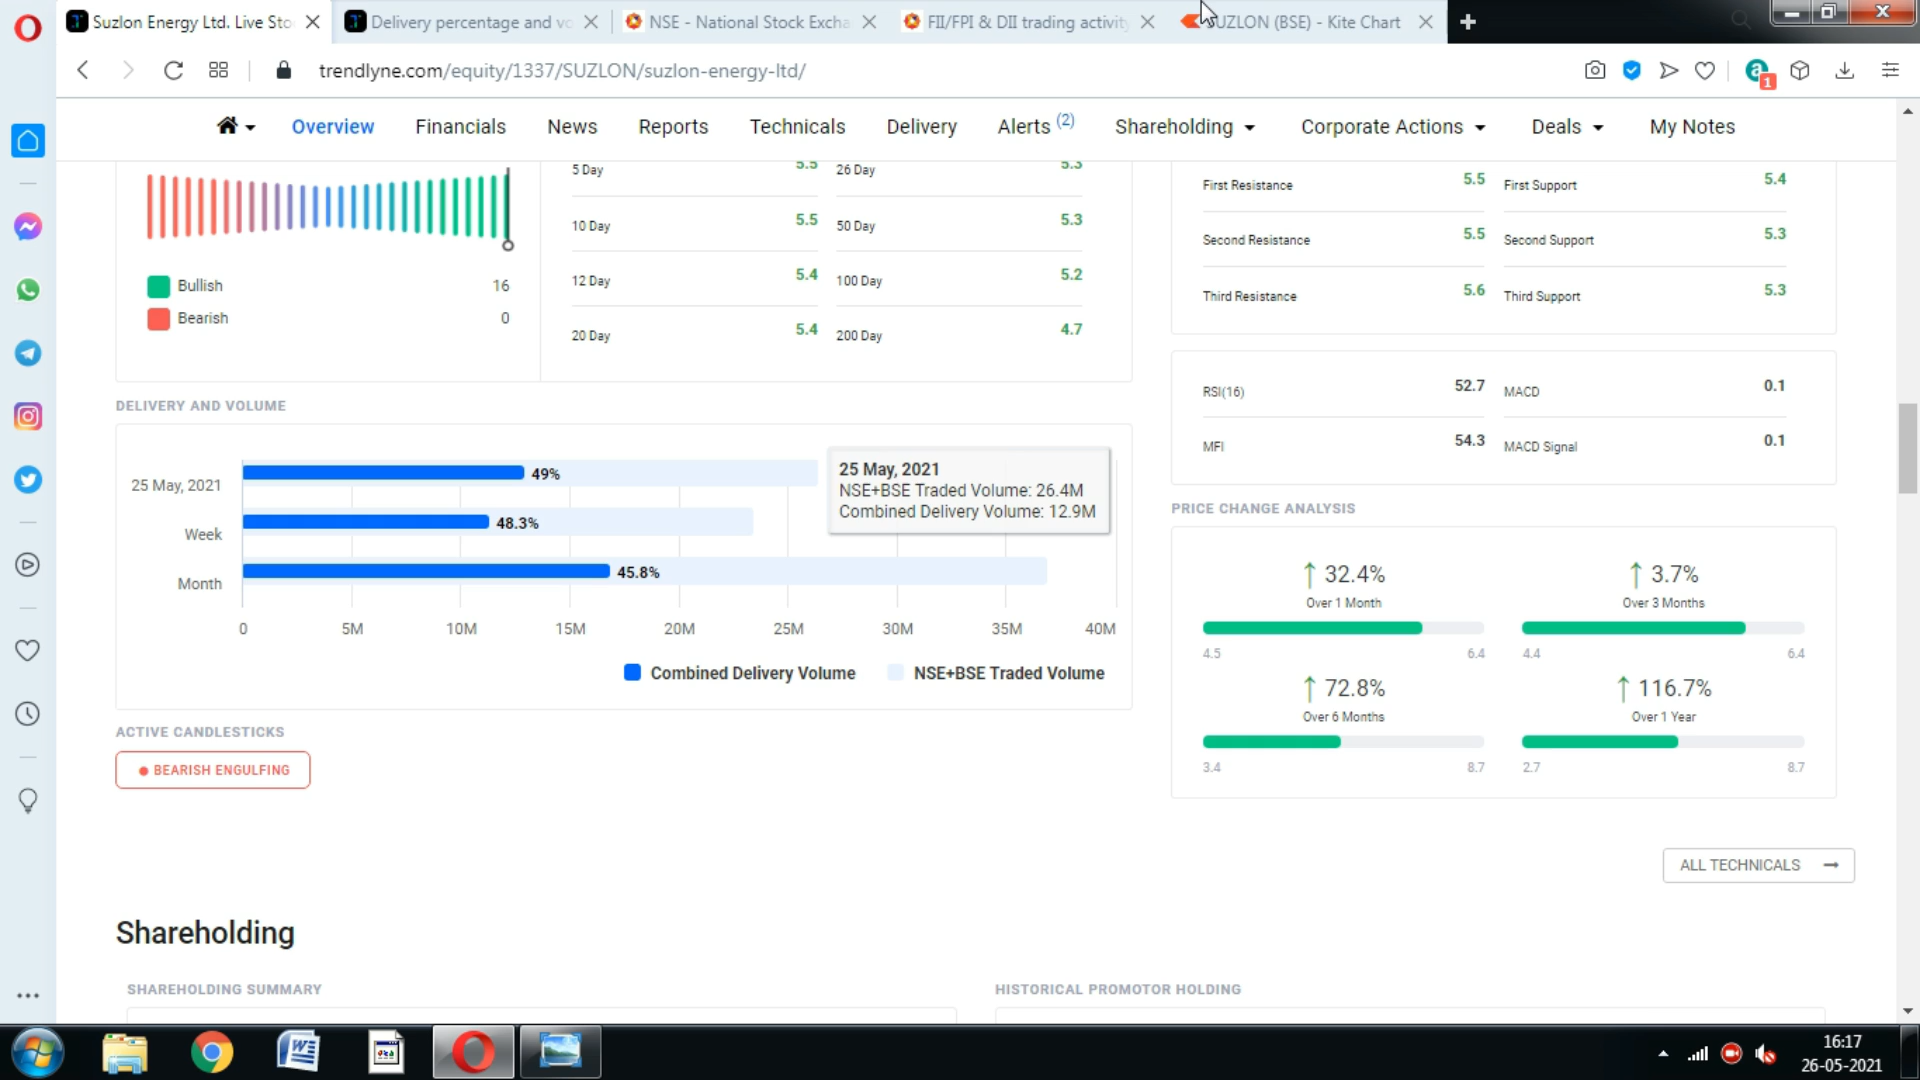 Suzlon Energy Ltd. Live Sto
Delivery percentage and vo
NSE - National Stock Excha
FII/FPI & DII trading activity
SUZLON (BSE) - Kite Chart
trendlyne.com/equity/1337/SUZLON/suzlon-energy-ltd/
1
Overview
Financials
News
Reports
Technicals
Delivery
Alerts (2)
Shareholding
Corporate Actions
Deals
My Notes
Bullish 16
Bearish 0
5 Day 5.5 26 Day 5.3
10 Day 5.5 50 Day 5.3
12 Day 5.4 100 Day 5.2
20 Day 5.4 200 Day 4.7
First Resistance 5.5 First Support 5.4
Second Resistance 5.5 Second Support 5.3
Third Resistance 5.6 Third Support 5.3
RSI(16) 52.7 MACD 0.1
MFI 54.3 MACD Signal 0.1
DELIVERY AND VOLUME
25 May, 2021 49%
Week 48.3%
Month 45.8%
0 5M 10M 15M 20M 25M 30M 35M 40M
Combined Delivery Volume NSE+BSE Traded Volume
25 May, 2021
NSE+BSE Traded Volume: 26.4M
Combined Delivery Volume: 12.9M
PRICE CHANGE ANALYSIS
32.4% 3.7%
Over 1 Month Over 3 Months
4.5 6.4 4.4 6.4
72.8% 116.7%
Over 6 Months Over 1 Year
3.4 8.7 2.7 8.7
ACTIVE CANDLESTICKS
BEARISH ENGULFING
ALL TECHNICALS
Shareholding
SHAREHOLDING SUMMARY
HISTORICAL PROMOTOR HOLDING
16:17
26-05-2021